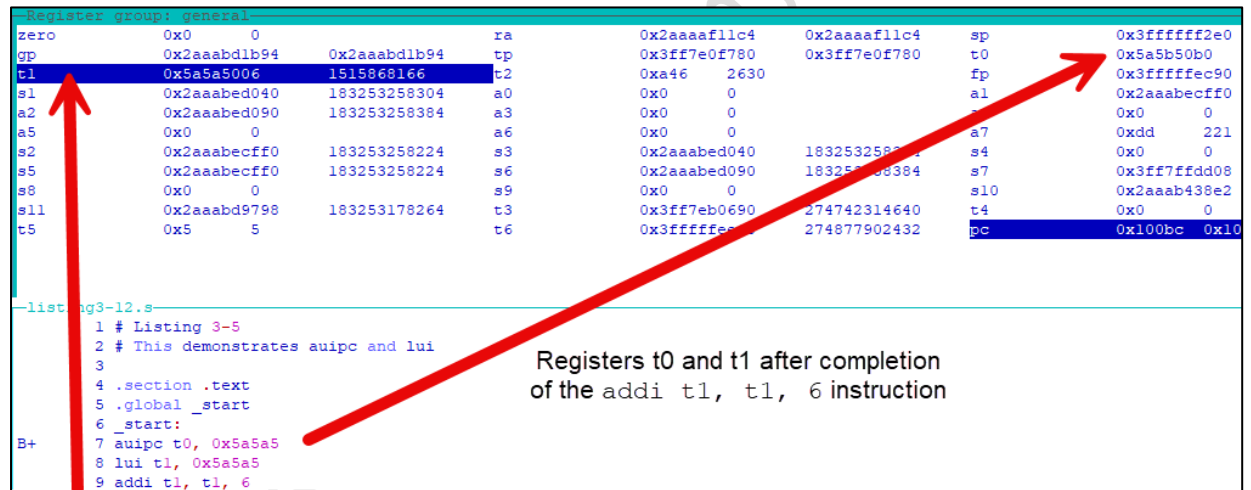 Register group: general
zero 0x0 0 ra 0x2aaaaf11c4 0x2aaaaf11c4 sp 0x3ffffff2e0
gp 0x2aaabd1b94 0x2aaabd1b94 tp 0x3ff7e0f780 0x3ff7e0f780 t0 0x5a5b50b0
t1 0x5a5a5006 1515868166 t2 0xa46 2630 fp 0x3fffffec90
s1 0x2aaabed040 183253258304 a0 0x0 0 a1 0x2aaabecff0
a2 0x2aaabed090 183253258384 a3 0x0 0 0x0 0
a5 0x0 0 a6 0x0 0 a7 0xdd 221
s2 0x2aaabecff0 183253258224 s3 0x2aaabed040 s4 0x0 0
s5 0x2aaabecff0 183253258224 s6 0x2aaabed090 s7 0x3ff7ffdd08
s8 0x0 0 s9 0x0 0 s10 0x2aaab438e2
s11 0x2aaabd9798 183253178264 t3 0x3ff7eb0690 274742314640 t4 0x0 0
t5 0x5 5 t6 274877902432 pc 0x100bc 0x10
3-12.s
1 # Listing 3-5
2 # This demonstrates auipc and lui
3
4 .section .text
5 .global _start
6 _start:
B+ 7 auipc t0, 0x5a5a5
8 lui t1, 0x5a5a5
9 addi t1, t1, 6
Registers t0 and t1 after completion
of the addi t1, t1, 6 instruction